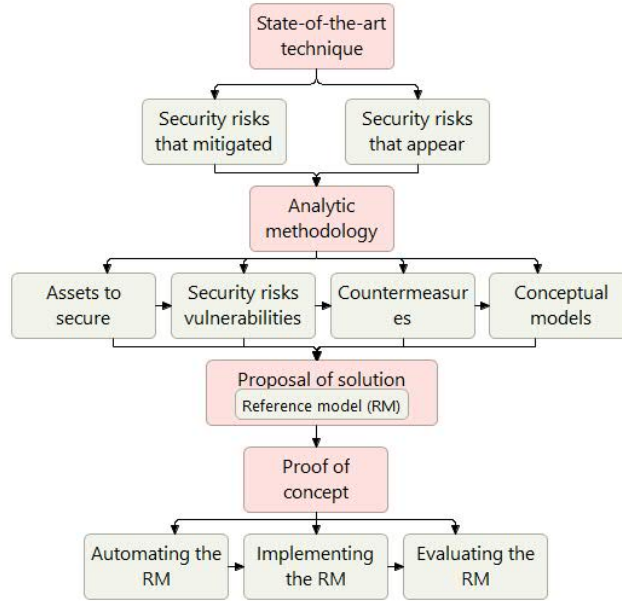 State-of-the-art
technique
Security risks
that mitigated
Security risks
that appear
Analytic
methodology
Assets to
secure
Security risks
vulnerabilities
Countermeasur
es
Conceptual
models
Proposal of solution
Reference model (RM)
Proof of
concept
Automating the
RM
Implementing
the RM
Evaluating the
RM